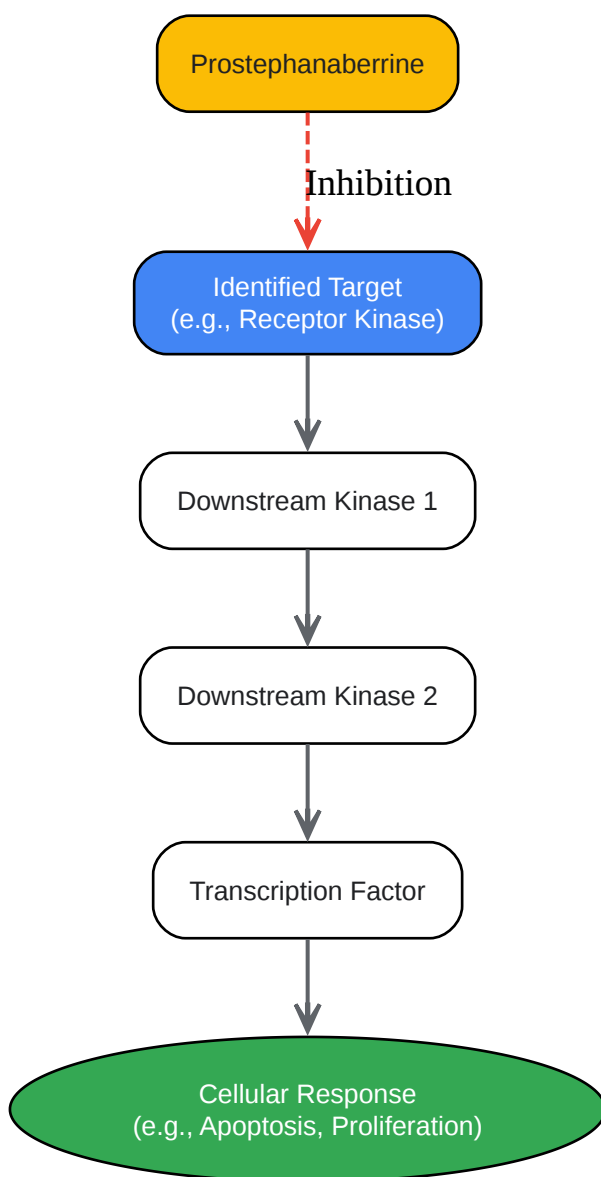 Prostephanaberrine
Inhibition
Identified Target
(e.g., Receptor Kinase)
Downstream Kinase 1
Downstream Kinase 2
Transcription Factor
Cellular Response
(e.g., Apoptosis, Proliferation)